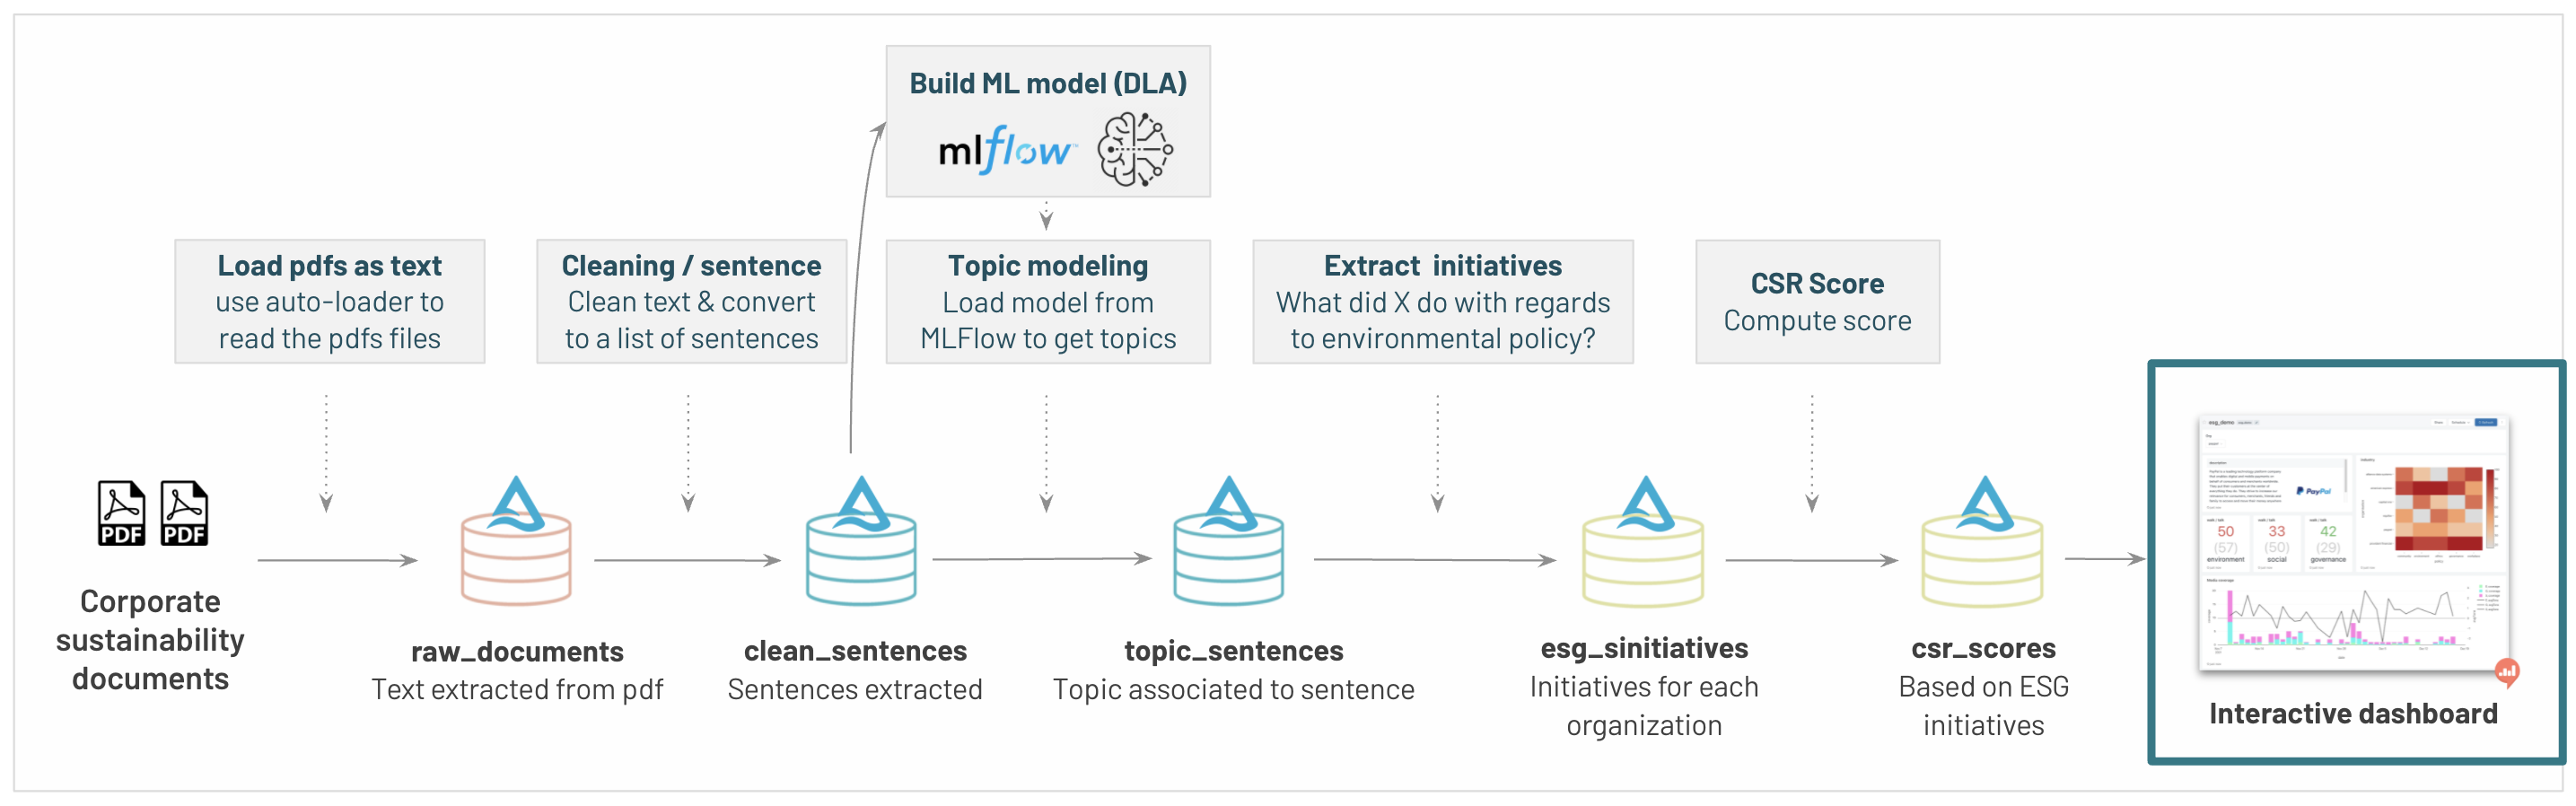 Build ML model (DLA)
mlflow
Load pdfs as text
use auto-loader to
read the pdfs files
Cleaning / sentence
Clean text & convert
to a list of sentences
Topic modeling
Load model from
MLFlow to get topics
Extract initiatives
What did X do with regards
to environmental policy?
CSR Score
Compute score
PDF
PDF
Corporate
sustainability
documents
raw_documents
Text extracted from pdf
clean_sentences
Sentences extracted
topic_sentences
Topic associated to sentence
esg_sinitiatives
Initiatives for each
organization
csr_scores
Based on ESG
initiatives
esg_demo
PayPal
50
(57)
environment
33
(50)
social
42
(29)
governance
Media coverage
Interactive dashboard